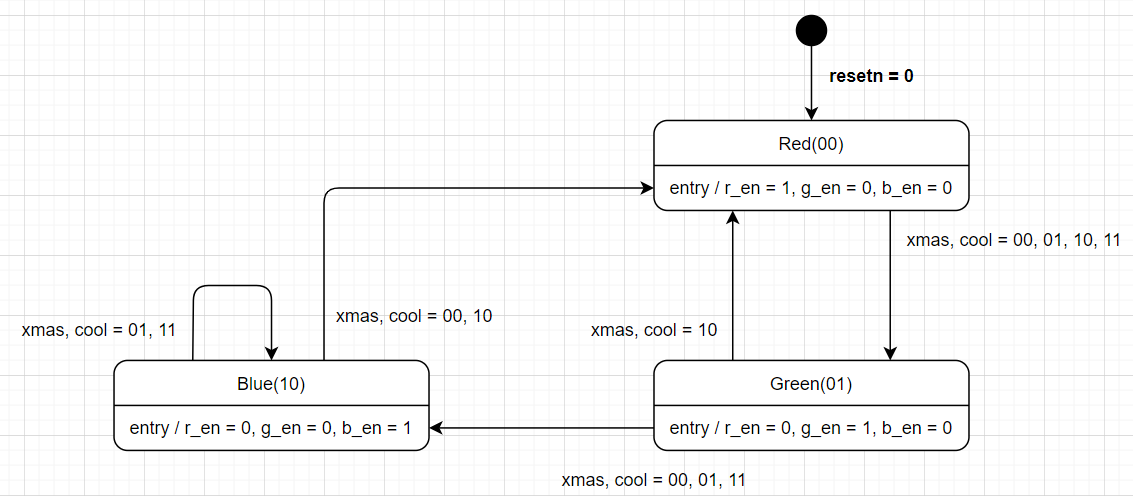 resetn = 0
Red(00)
entry / r_en = 1, g_en = 0, b_en = 0
xmas, cool = 00, 01, 10, 11
xmas, cool = 01, 11
xmas, cool = 00, 10
xmas, cool = 10
Blue(10)
entry / r_en = 0, g_en = 0, b_en = 1
Green(01)
entry / r_en = 0, g_en = 1, b_en = 0
xmas, cool = 00, 01, 11